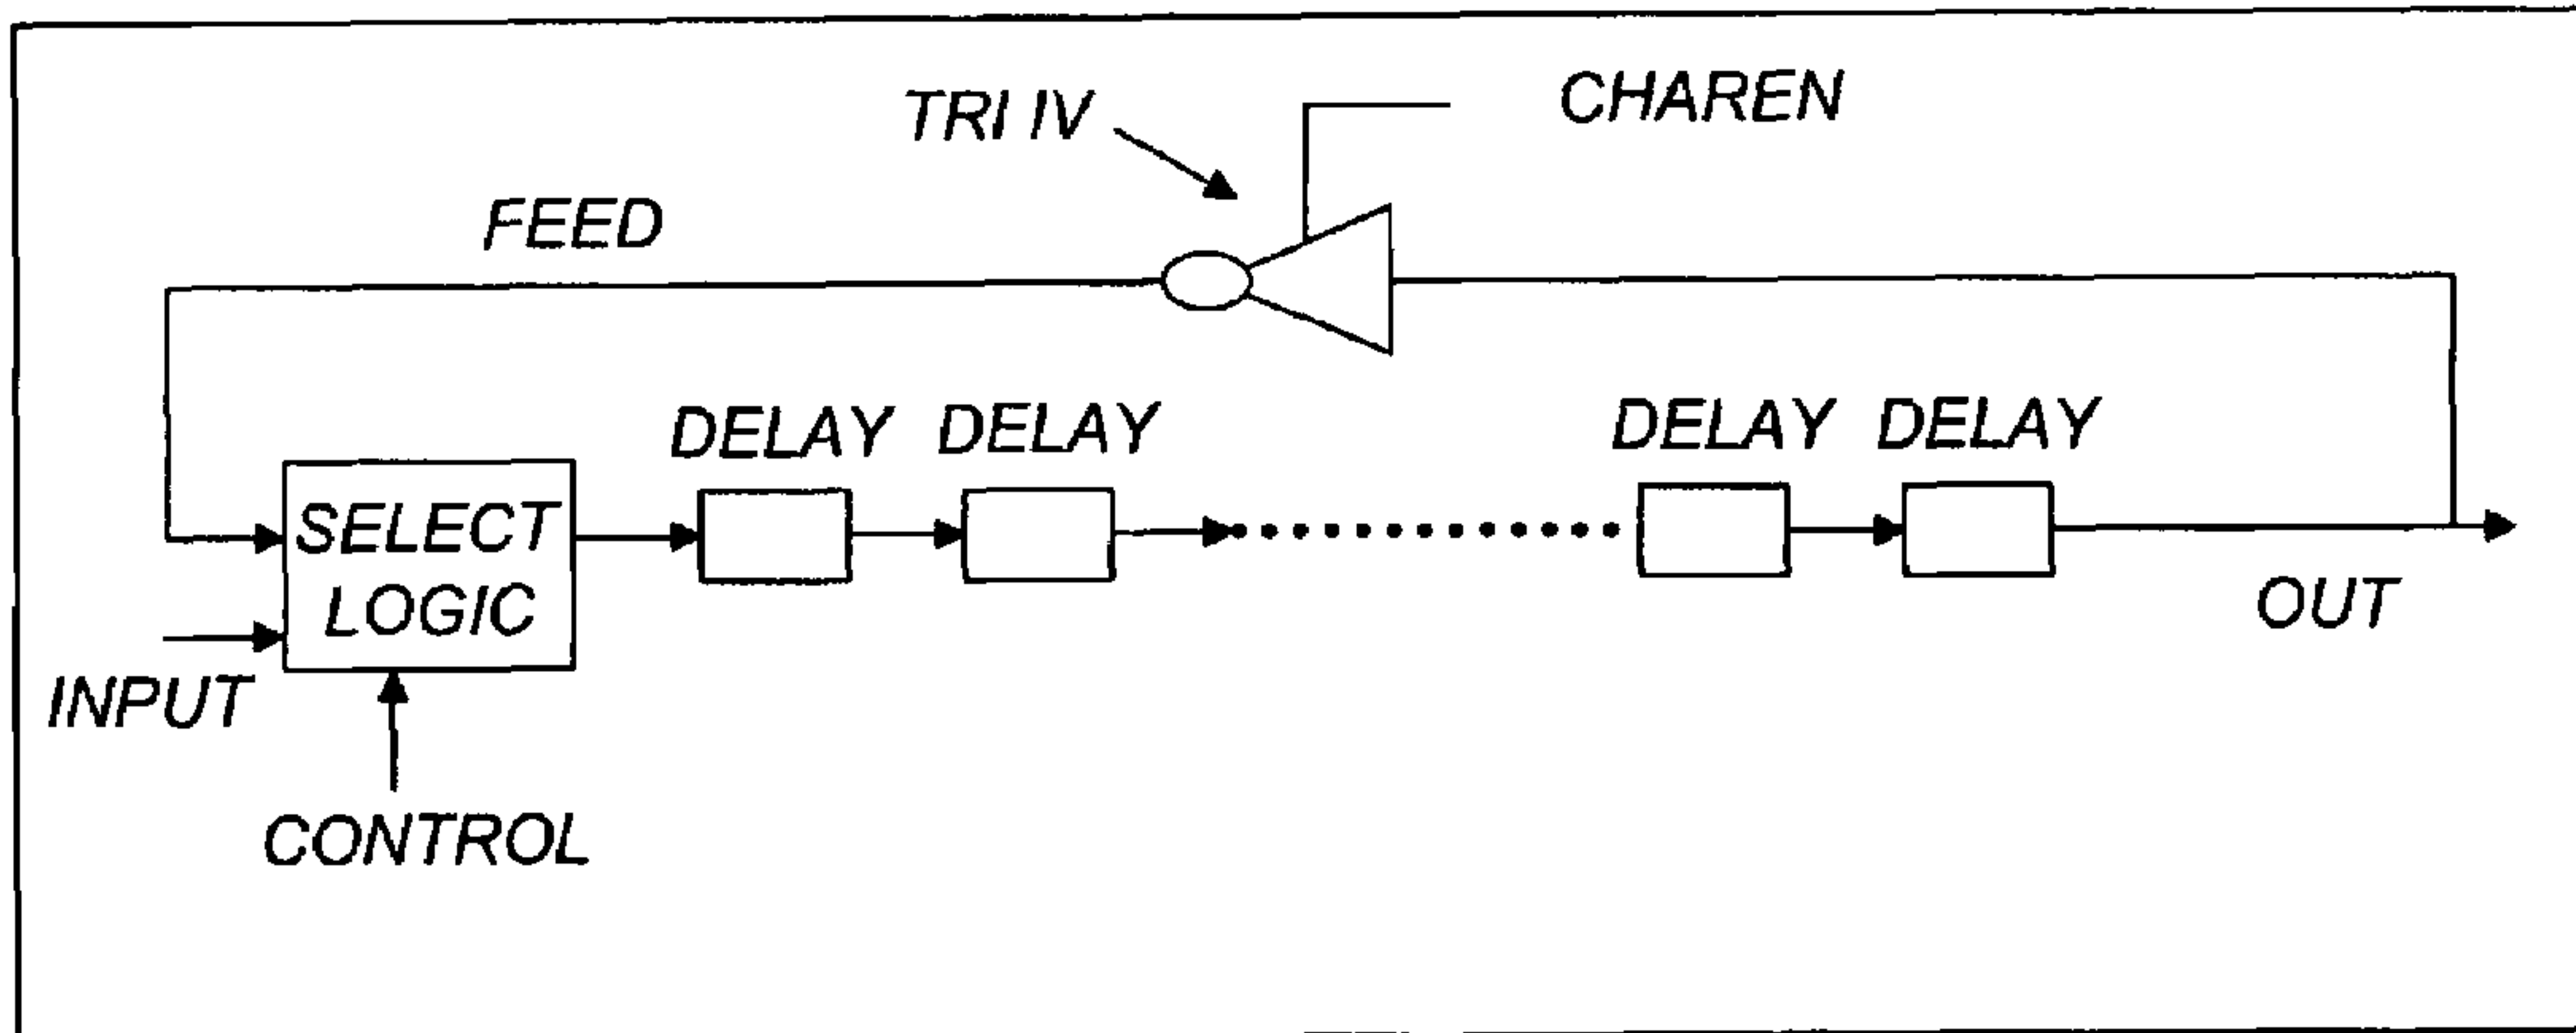 TRI IV
CHAREN
FEED
DELAY DELAY DELAY DELAY
SELECT
LOGIC
INPUT
OUT
CONTROL